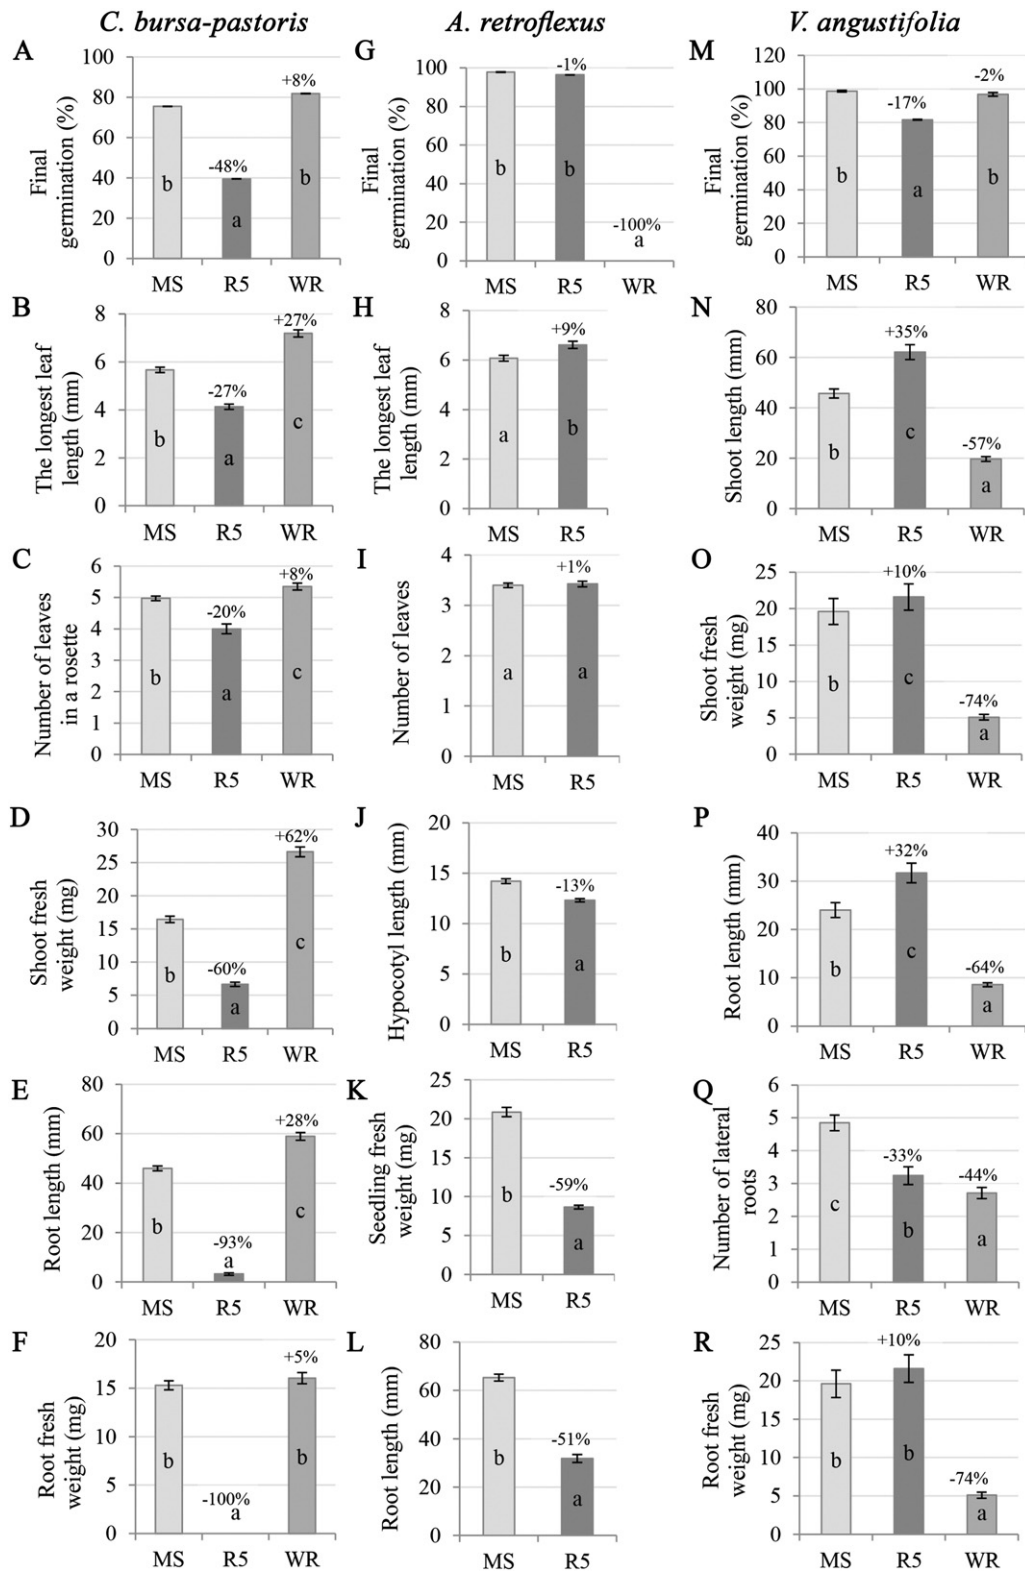 C. bursa-pastoris
A. retroflexus
V. angustifolia
A
Final
germination (%)
100
80
60
40
20
0
-48%
+8%
b
a
b
MS R5 WR
B
The longest leaf
length (mm)
8
6
4
2
0
-27%
+27%
b
a
c
MS R5 WR
C
Number of leaves
in a rosette
6
5
4
3
2
1
0
-20%
+8%
b
a
c
MS R5 WR
D
Shoot fresh
weight (mg)
30
25
20
15
10
5
0
-60%
+62%
b
a
c
MS R5 WR
E
Root length (mm)
80
60
40
20
0
-93%
+28%
b
a
c
MS R5 WR
F
Root fresh
weight (mg)
20
15
10
5
0
-100%
+5%
b
a
b
MS R5 WR
G
Final
germination (%)
100
80
60
40
20
0
-1%
-100%
b
b
a
MS R5 WR
H
The longest leaf
length (mm)
8
6
4
2
0
+9%
a
b
MS R5
I
Number of leaves
4
3
2
1
0
+1%
a
a
MS R5
J
Hypocotyl length (mm)
20
15
10
5
0
-13%
b
a
MS R5
K
Seedling fresh
weight (mg)
25
20
15
10
5
0
-59%
b
a
MS R5
L
Root length (mm)
80
60
40
20
0
-51%
b
a
MS R5
M
Final
germination (%)
120
100
80
60
40
20
0
-17%
-2%
b
a
b
MS R5 WR
N
Shoot length (mm)
80
60
40
20
0
+35%
-57%
b
c
a
MS R5 WR
O
Shoot fresh
weight (mg)
25
20
15
10
5
0
+10%
-74%
b
c
a
MS R5 WR
P
Root length (mm)
40
30
20
10
0
+32%
-64%
b
c
a
MS R5 WR
Q
Number of lateral
roots
6
5
4
3
2
1
0
-33%
-44%
c
b
a
MS R5 WR
R
Root fresh
weight (mg)
25
20
15
10
5
0
+10%
-74%
b
b
a
MS R5 WR